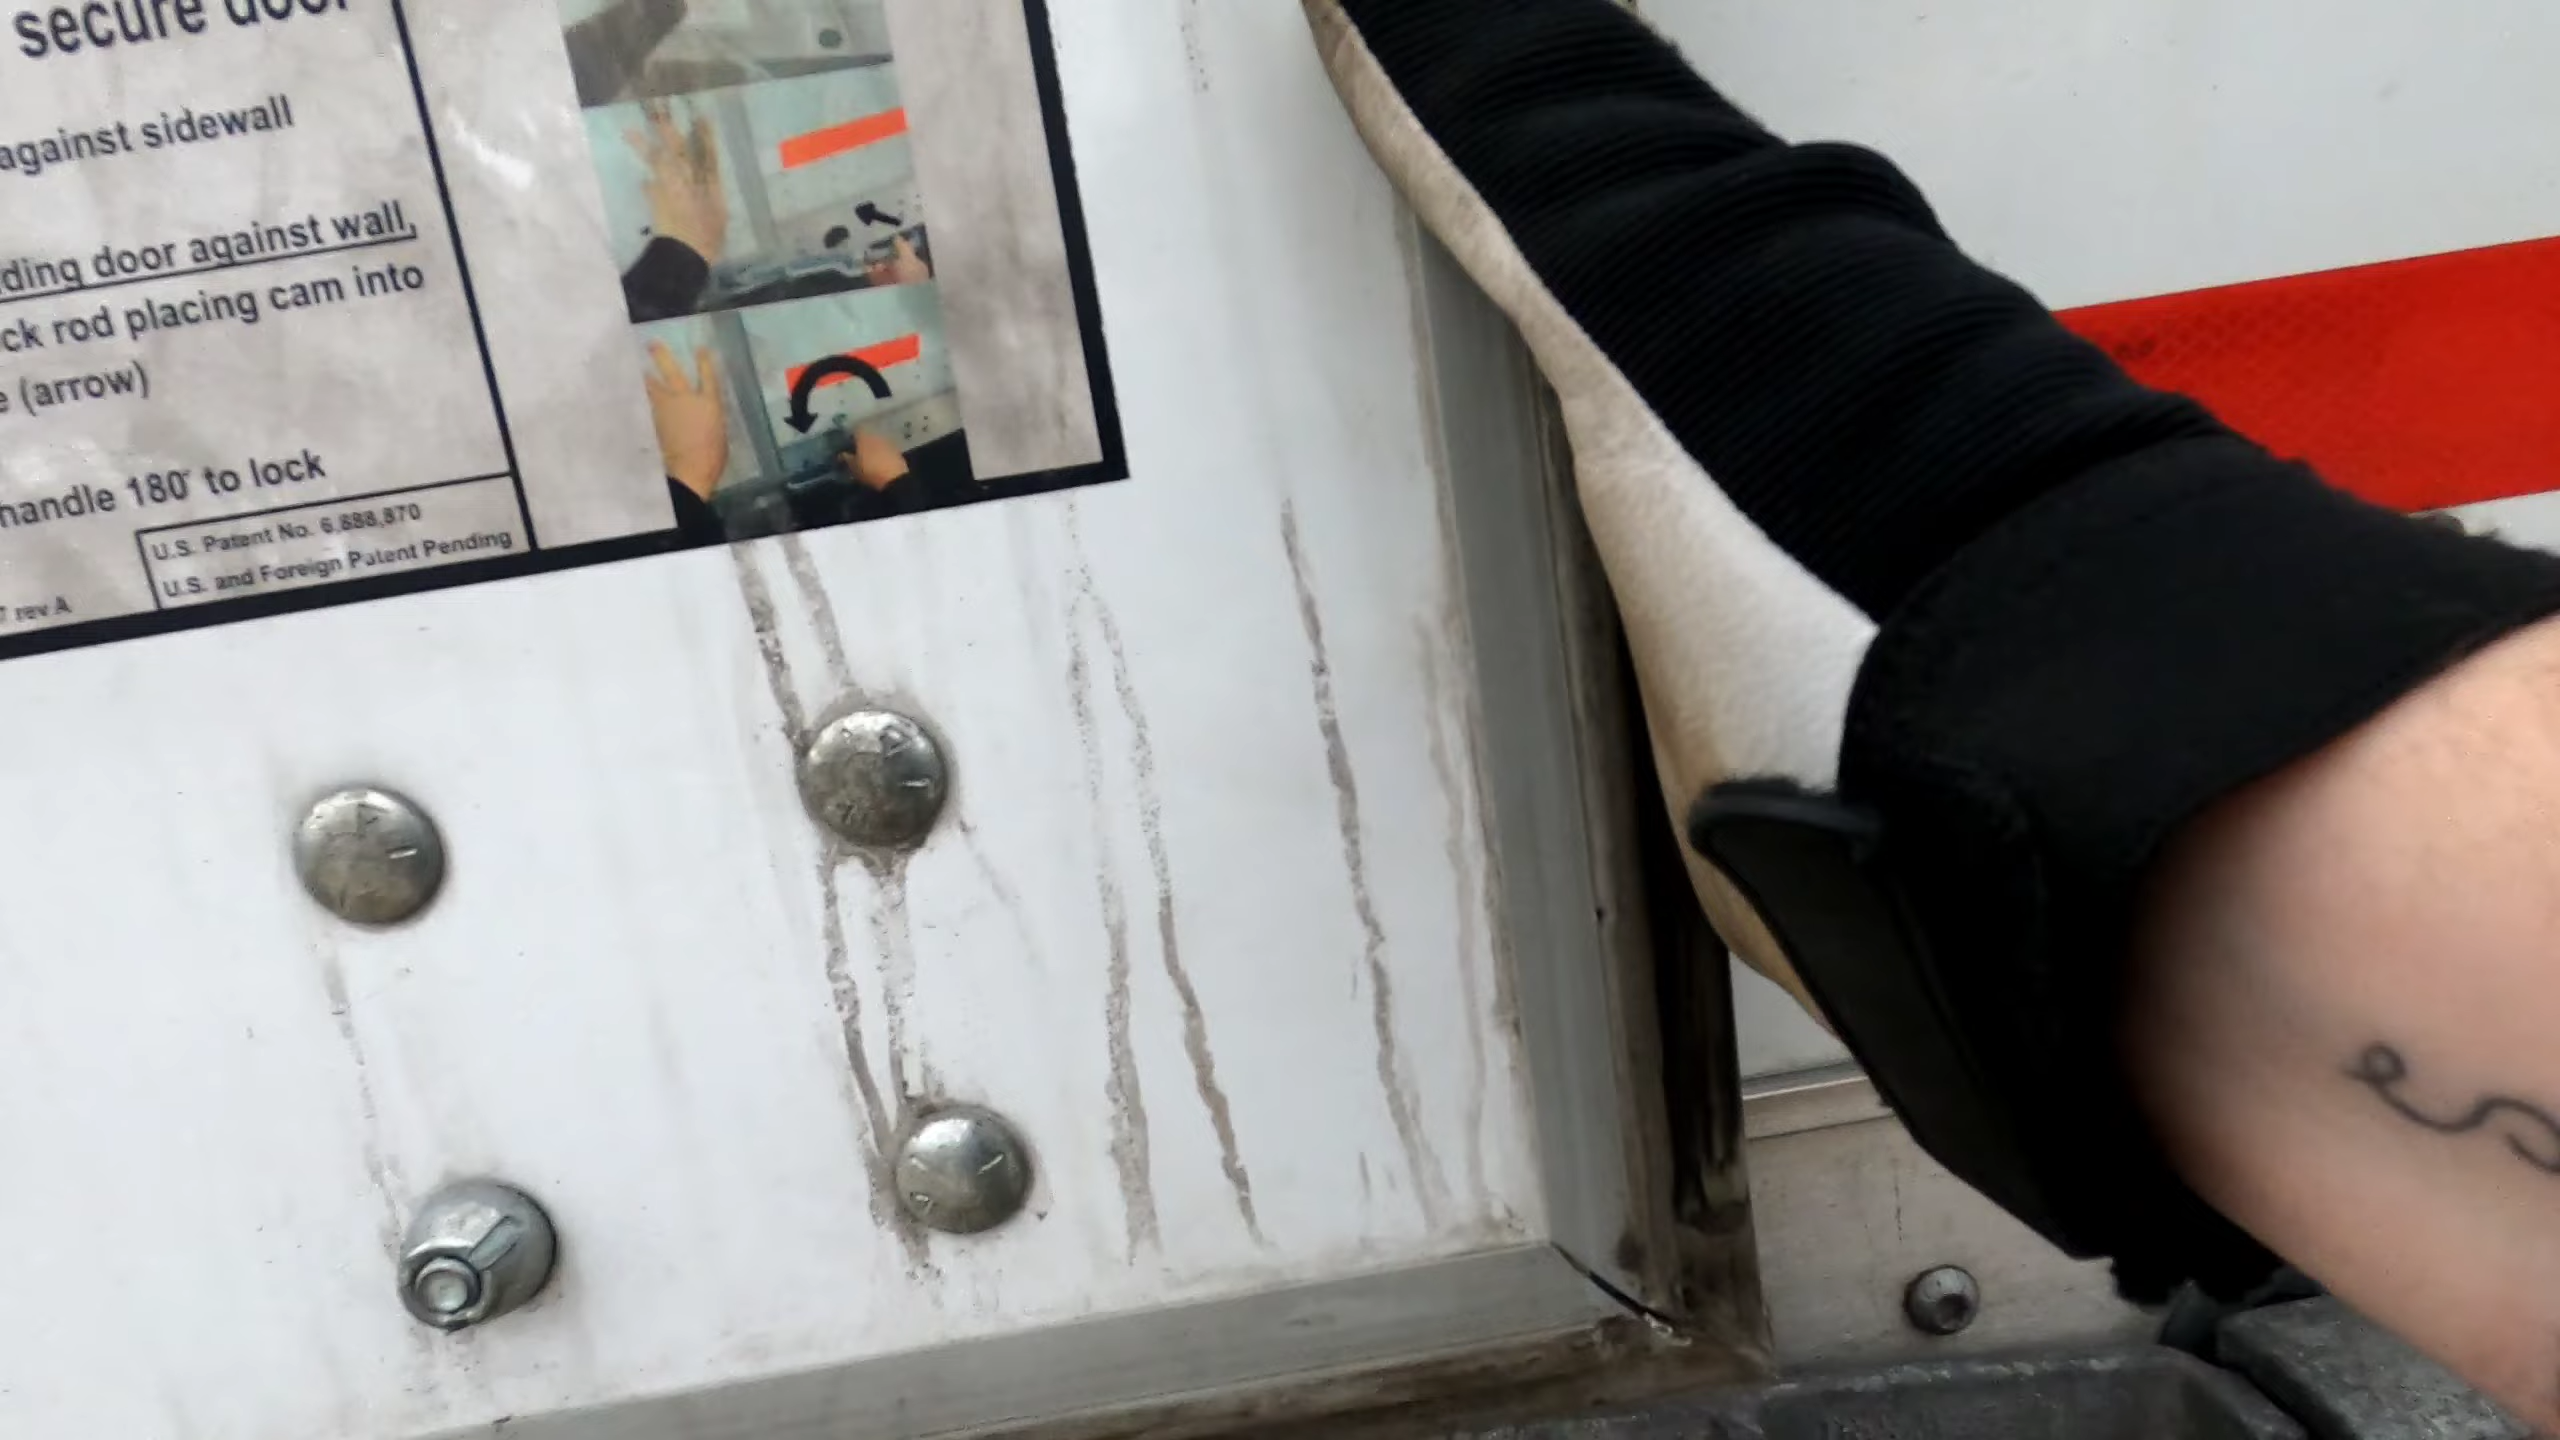 secure door
against sidewall
ding door against wall,
ck rod placing cam into
e (arrow)
handle 180° to lock
U.S. Patent No. 6,888,870
U.S. and Foreign Patent Pending
rev A